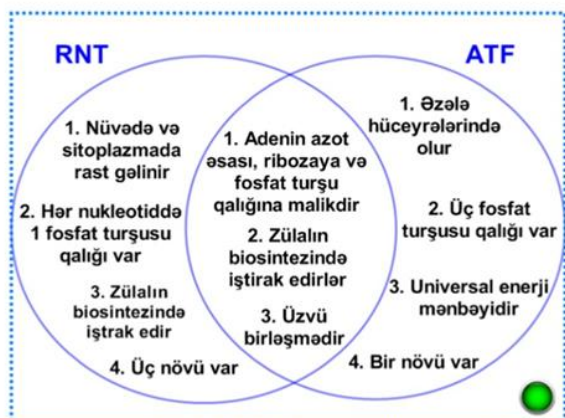 RNT
ATF
1. Nüvədə və
sitoplazmada
rast gəlinir
2. Hər nukleotiddə
1 fosfat turşusu
qalığı var
3. Zülalın
biosintezində
iştrak edir
4. Üç növü var
1. Adenin azot
əsası, ribozaya və
fosfat turşu
qalığına malikdir
2. Zülalın
biosintezində
iştirak edirlər
3. Üzvü
birləşmədir
1. Əzələ
hüceyrələrində
olur
2. Üç fosfat
turşusu qalığı var
3. Universal enerji
mənbəyidir
4. Bir növü var